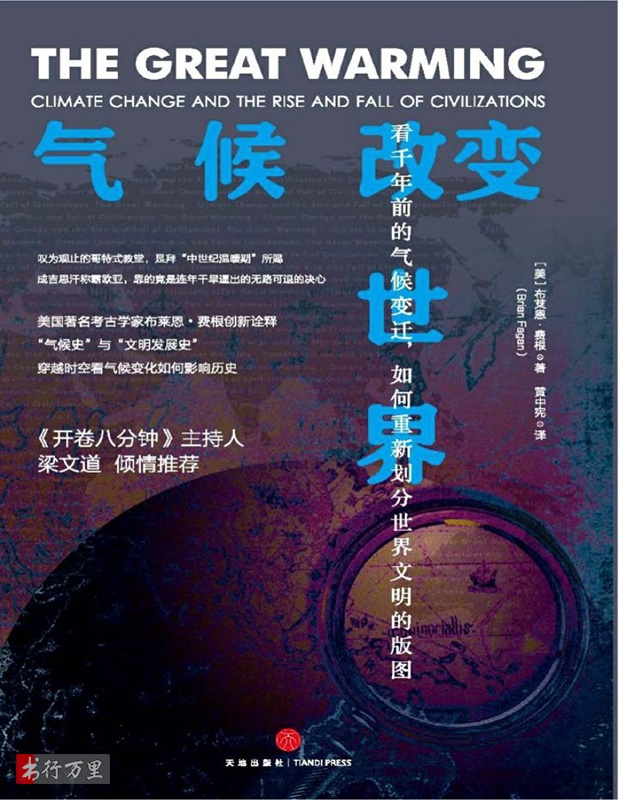 THE GREAT WARMING
CLIMATE CHANGE AND THE RISE AND FALL OF CIVILIZATIONS
气候改变世界
看千年前的气候变迁，如何重新划分世界文明的版图
叹为观止的哥特式教堂，是拜“中世纪温暖期”所赐
成吉思汗称霸欧亚，靠的竟是连年干旱逼出的无路可退的决心
美国著名考古学家布莱恩·费根创新诠释
“气候史”与“文明发展史”
穿越时空看气候变化如何影响历史
《开卷八分钟》主持人
梁文道 倾情推荐
[美]布莱恩·费根◎著 黄中宪◎译
(Brian Fagan)
天地出版社 | TIANDI PRESS
书行万里